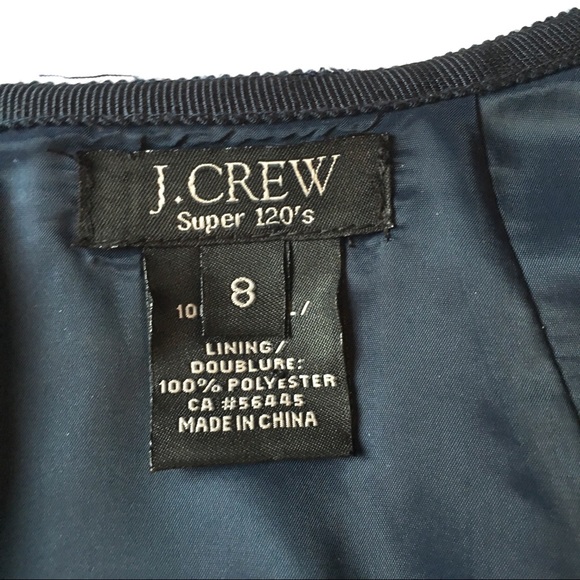 J.CREW
Super 120's
8
LINING/
DOUBLURE:
100% POLYESTER
CA #56445
MADE IN CHINA